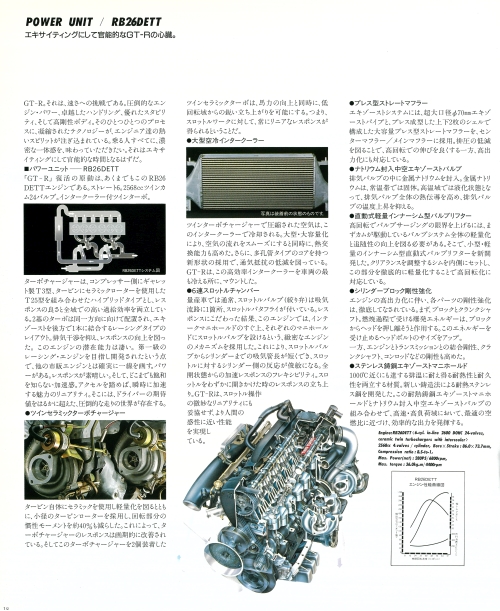 POWER UNIT / RB26DETT
エキサイティングにして官能的なGT-Rの心臓。
GT-R。それは、速さへの挑戦である。圧倒的なエン
ジン・パワー、卓越したハンドリング、優れたスタビリ
ティ、そして高剛性ボディ。そのひとつひとつのプロセ
スに、凝縮されたテクノロジーが、エンジニア達の熱
いスピリットが注ぎ込まれている。乗る人すべてに、濃
密な一体感を、味わっていただきたい。それはエキサ
イティングにして官能的な時間となるはずだ。
■パワーユニット——RB26DETT
「GT-R」復活の原動は、あくまでもこのRB26
DETTエンジンである。ストレート6、2568ccツインカ
ム24バルブ、インタークーラー付ツインターボ。
RB26DETTシステム図
ターボチャージャーは、コンプレッサー側にギャレッ
ト製T3型、タービンにセラミックローターを使用した
T25型を組み合わせたハイブリッドタイプとし、レス
ポンスの良さと全域での高い過給効率を両立してい
る。2基のターボは同一方向に向けて配置され、エキ
ゾーストを後方で1本に結合するレーシングタイプの
レイアウト。排気干渉を抑え、レスポンスの向上を図っ
た。このエンジンの潜在能力は凄い。第一級の
レーシング・エンジンを目指し開発されたという点
で、他の市販エンジンとは確実に一線を画す。パワ
ーがある。レスポンスが素晴しい。そして、どこまでも飽和
を知らない加速感。アクセルを踏めば、瞬時に加速
する魅力のリニアティ。そこには、ドライバーの期待
値をはるかに超えた、圧倒的な走りの世界が存在する。
●ツインセラミックターボチャージャー
タービン自体にセラミックを使用し軽量化を図るとも
に、小径のタービンローターを採用し、回転部分の
慣性モーメントを約40%も減らした。これによって、タ
ーボチャージャーのレスポンスは画期的に改善され
ている。そしてこのターボチャージャーを2個装着した
ツインセラミックターボは、馬力の向上と同時に、低
回転域からの鋭い立ち上がりを可能にする。つまり、
スロットルワークに対して、常にリニアなレスポンスが
得られるということだ。
●大型空冷インタークーラー
写真は装着前の状態のものです。
ツインターボチャージャーで圧縮された空気は、こ
のインタークーラーで冷却される。大型・大容量化
により、空気の流れをスムーズにすると同時に、熱交
換能力も高めた。さらに、多孔管タイプのコアを持つ
新形状の採用で、通気抵抗の低減を図っている。
GT-Rは、この高効率インタークーラーを車両の最
も冷える所に、マウントした。
●6連スロットルチャンバー
量産車では通常、スロットルバルブ(絞り弁)は吸気
流路に1箇所、スロットルバタフライが付いている。レス
ポンスにこだわった結果、このエンジンでは、インテ
ークマニホールドのすぐ上、それぞれのマニホール
ドにスロットルバルブを設けるという、緻密なエンジン
のメカニズムを採用した。これにより、スロットルバル
ブからシリンダーまでの吸気管長が短くでき、スロッ
トルに対するシリンダー側の反応が俊敏になる。全
開状態からの加速レスポンスのフレキシビリティ。スロ
ットルをわずかに開きかけた時のレスポンスの立ち上
り。GT-Rは、スロットル操作
の微妙なリニアリティにも
妥協せず、より人間の
感性に近い性能
を実現し
ている。
●プレス型ストレートマフラー
エキゾーストシステムには、超大口径φ70mmエキゾ
ーストパイプと、プレス成型した上下2枚のシェルで
構成した大容量プレス型ストレートマフラーを、セン
ターマフラー/メインマフラーに採用。排圧の低減
を図ることで、高回転での伸びを良くする一方、高出
力化にも対応している。
●ナトリウム封入中空エキゾーストバルブ
排気バルブの中に金属ナトリウムを封入。金属ナトリ
ウムは、常温帯では固体、高温域では液化状態とな
って、排気バルブ全体の熱伝導を高め、排気バル
ブの温度上昇を抑える。
●直動式軽量インナーシム型バルブリフター
高回転でバルブサージングの限界を上げるには、ま
ずカムが駆動しているバルブシステム全体の軽量化
と追随性の向上を図る必要がある。そこで、小型・軽
量のインナーシム型直動式バルブリフターを新開
発した。クリアランスを調整するシムを内側にセットし、
この部分を徹底的に軽量化することで高回転化に
対応している。
●シリンダーブロック剛性強化
エンジンの高出力化に伴い、各パーツの剛性強化
は、徹底してなされている。まず、ブロックとクランクシャ
フト。燃焼過程で受ける爆発エネルギーは、ブロック
からヘッドを押し離そうと作用する。このエネルギーを
受け止めるヘッドボルトのサイズをアップ。
一方、エンジンとトランスミッションとの結合剛性、クラ
ンクシャフト、コンロッドなどの剛性も高めた。
●ステンレス鋳鋼エキゾーストマニホールド
1000℃近くにも達する排温に耐え得る耐熱性と耐久
性を両立する材質。新しい鋳造法による耐熱ステンレ
ス鋼を開発した。この耐熱鋳鋼エキゾーストマニホ
ールドとナトリウム封入中空エキゾーストバルブの
組み合わせで、高速・高負荷域において、最適の空
燃比に近づけ、効率的な出力を発揮する。
Engine:RB26DETT (6-cyl. in-line 2600 DOHC 24-valves,
ceramic twin turbochargers with intercooler)
2568cc 4-valves / cylinder, Bore×Stroke:86.0×73.7mm,
Compression ratio:8.5-to-1,
Max. Power(net):280PS/6800rpm,
Max. torque:36.0kg.m/4400rpm
RB26DETT
エンジン性能曲線図